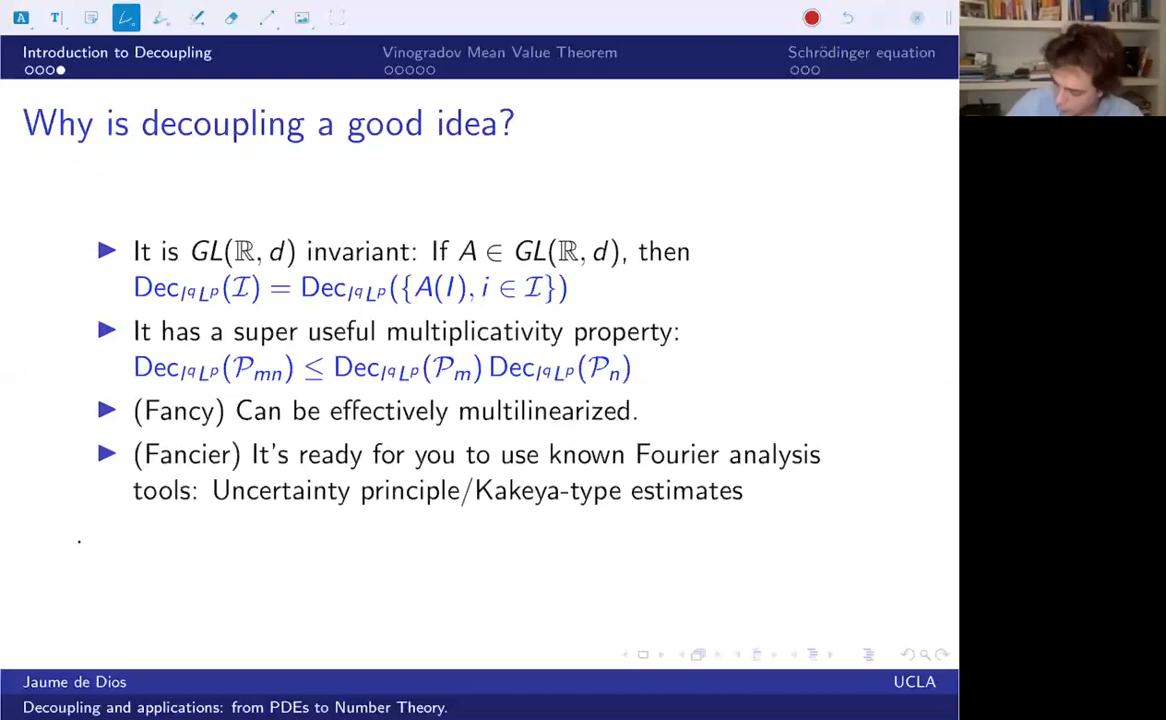 Introduction to Decoupling Vinogradov Mean Value Theorem Schrödinger equation
Why is decoupling a good idea?
It is GL(ℝ, d) invariant: If A ∈ GL(ℝ, d), then
Dec_{l^q L^p}(𝓘) = Dec_{l^q L^p}({A(I), i ∈ 𝓘})
It has a super useful multiplicativity property:
Dec_{l^q L^p}(𝒫_{mn}) ≤ Dec_{l^q L^p}(𝒫_m) Dec_{l^q L^p}(𝒫_n)
(Fancy) Can be effectively multilinearized.
(Fancier) It's ready for you to use known Fourier analysis
tools: Uncertainty principle/Kakeya-type estimates
Jaume de Dios UCLA
Decoupling and applications: from PDEs to Number Theory.